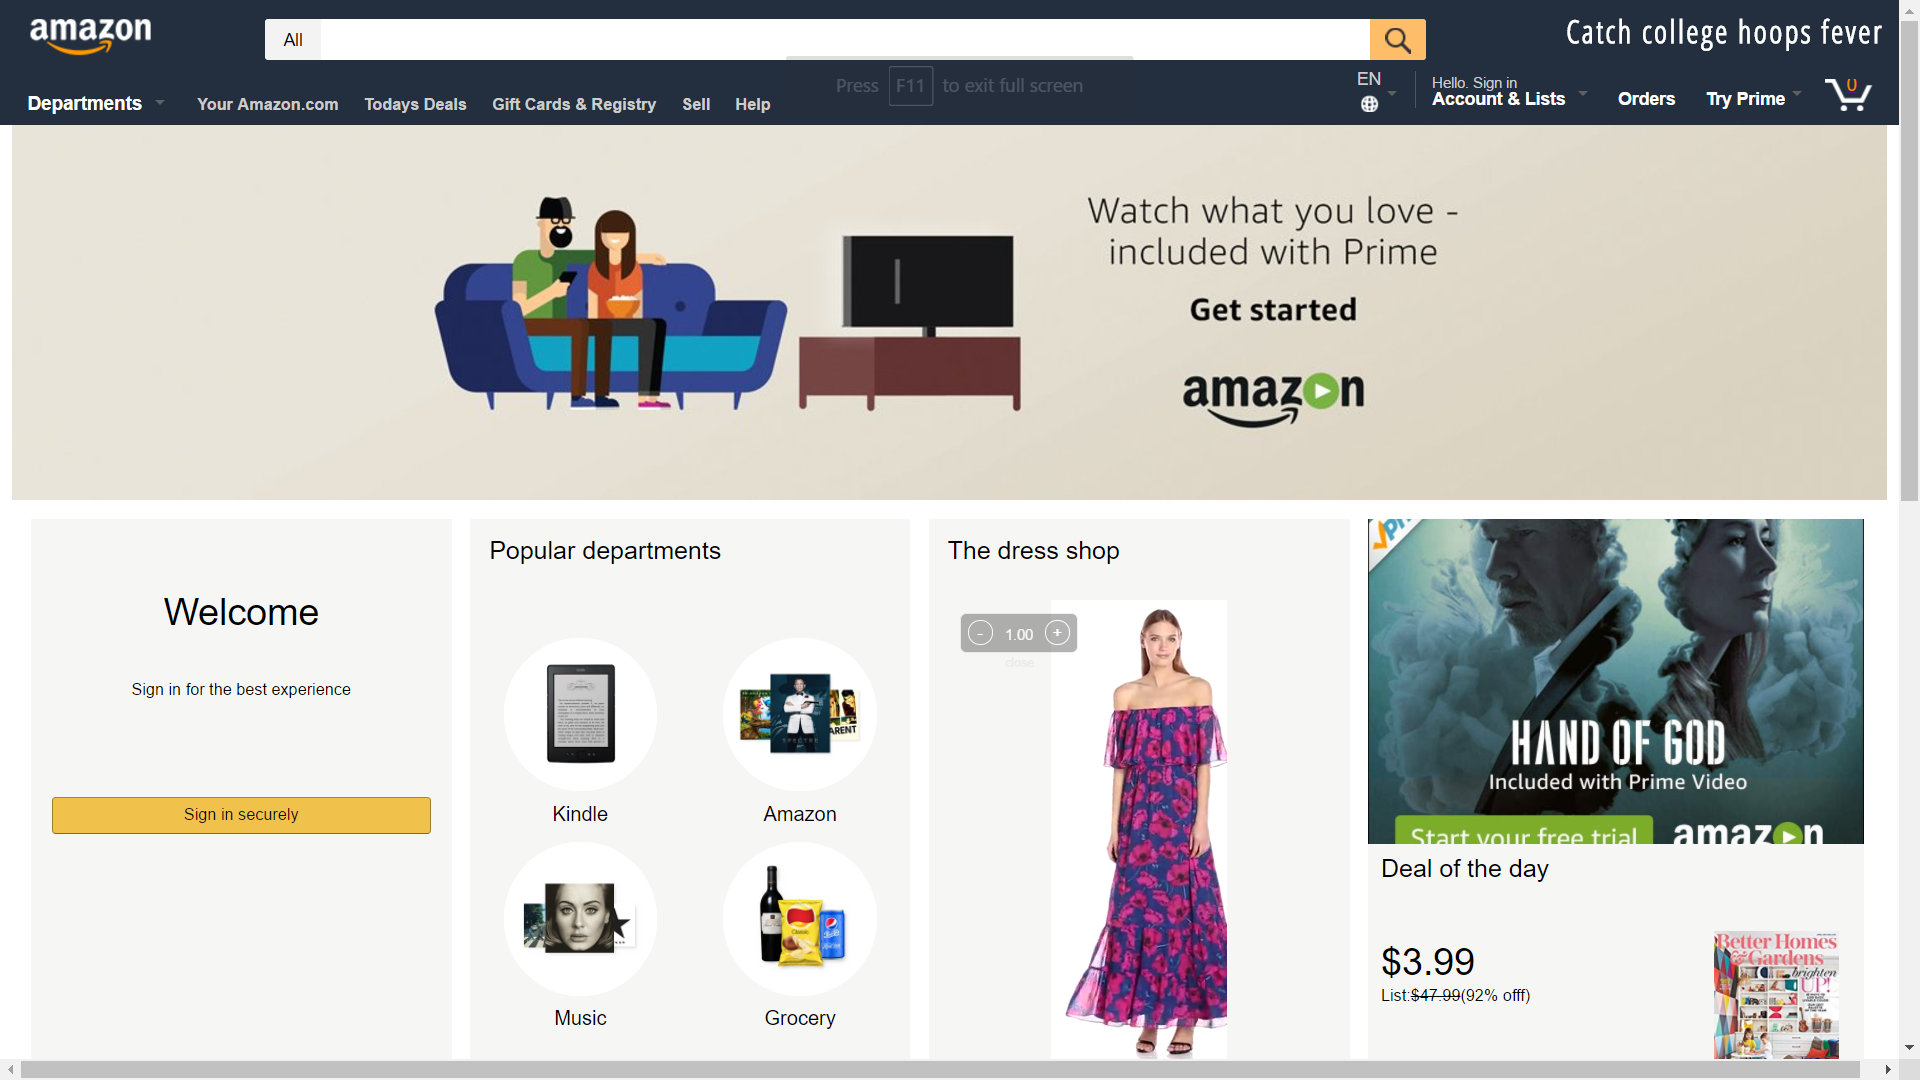 amazon
All
Catch college hoops fever
Press F11 to exit full screen
EN
Hello. Sign in
Departments
Your Amazon.com
Todays Deals
Gift Cards & Registry
Sell
Help
Account & Lists
Orders
Try Prime
0
Watch what you love -
included with Prime
Get started
amazon
Popular departments
The dress shop
Welcome
- 1.00 +
close
Sign in for the best experience
Sign in securely
Kindle
Amazon
SPECTRE
ARENT
Music
Grocery
HAND OF GOD
Included with Prime Video
Start your free trial
amazon
Deal of the day
$3.99
List:$47.99(92% offf)
Better Homes
& Gardens
brighten
UP!